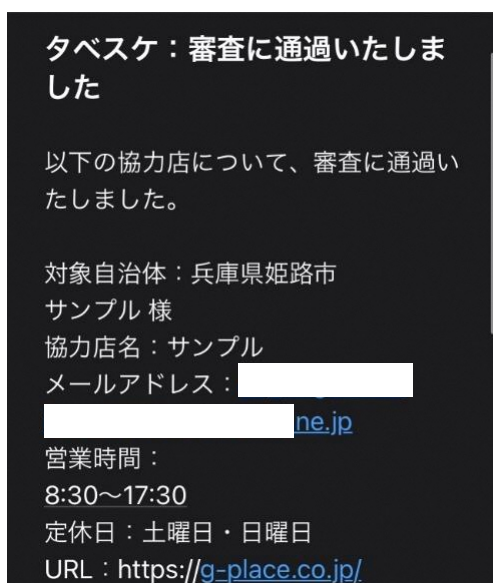 タベスケ：審査に通過いたしま
した
以下の協力店について、審査に通過い
たしました。
対象自治体：兵庫県姫路市
サンプル 様
協力店名：サンプル
メールアドレス：
ne.jp
営業時間：
8:30〜17:30
定休日：土曜日・日曜日
URL：https://g-place.co.jp/